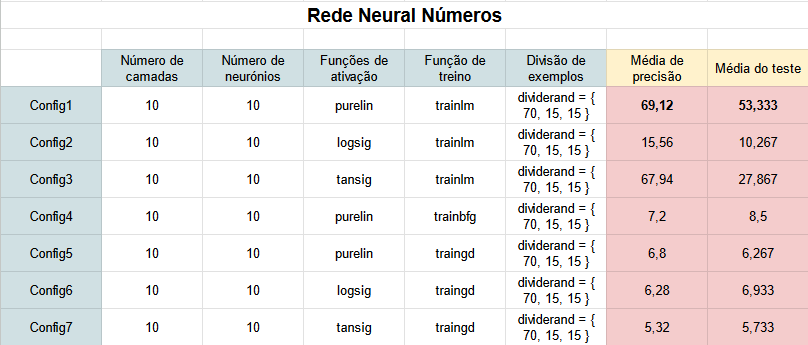 Rede Neural Números
Número de camadas Número de neurónios Funções de ativação Função de treino Divisão de exemplos Média de precisão Média do teste
Config1 10 10 purelin trainlm dividerand = { 70, 15, 15 } 69,12 53,333
Config2 10 10 logsig trainlm dividerand = { 70, 15, 15 } 15,56 10,267
Config3 10 10 tansig trainlm dividerand = { 70, 15, 15 } 67,94 27,867
Config4 10 10 purelin trainbfg dividerand = { 70, 15, 15 } 7,2 8,5
Config5 10 10 purelin traingd dividerand = { 70, 15, 15 } 6,8 6,267
Config6 10 10 logsig traingd dividerand = { 70, 15, 15 } 6,28 6,933
Config7 10 10 tansig traingd dividerand = { 70, 15, 15 } 5,32 5,733